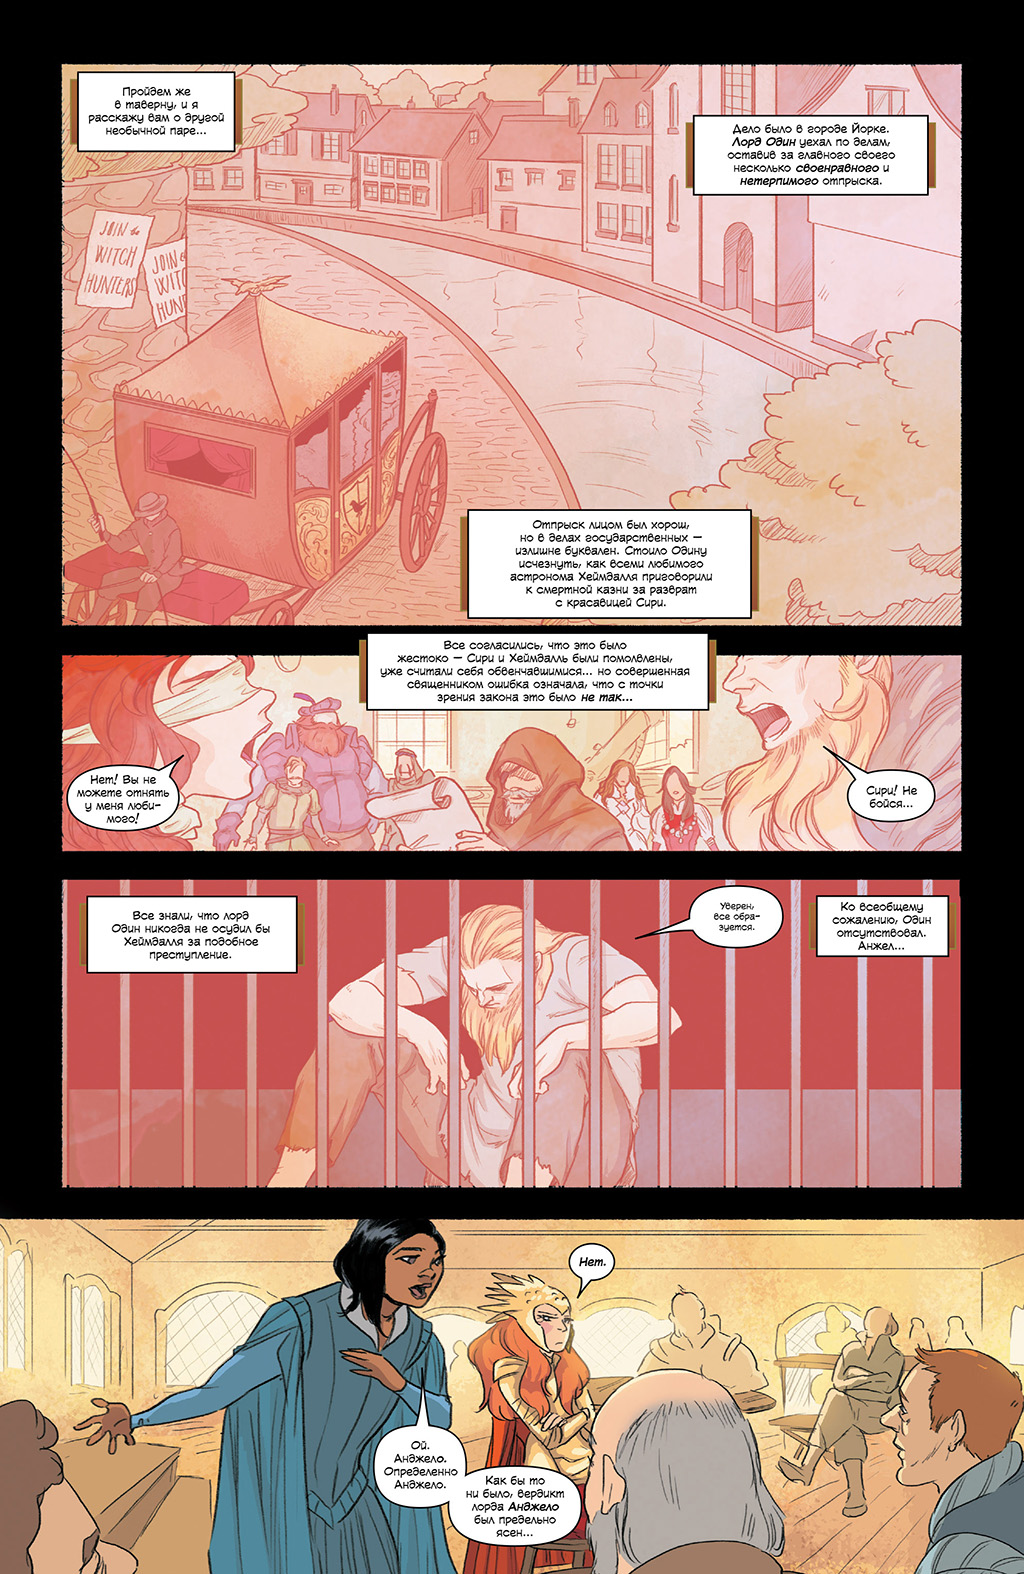 Пройдем же
в таверну, и я
расскажу вам о другой
необычной паре...
Дело было в городе Йорке.
Лорд Один уехал по делам,
оставив за главного своего
несколько своенравного и
нетерпимого отпрыска.
JOIN the
WITCH
HUNTERS
JOIN
WITC
HUN
Отпрыск лицом был хорош,
но в делах государственных —
излишне буквален. Стоило Одину
исчезнуть, как всеми любимого
астронома Хеймдалля приговорили
к смертной казни за разврат
с красавицей Сири.
Все согласились, что это было
жестоко — Сири и Хеймдалль были помолвлены,
уже считали себя обвенчавшимися... но совершенная
священником ошибка означала, что с точки
зрения закона это было не так...
Нет! Вы не
можете отнять
у меня люби-
мого!
Сири! Не
бойся...
Все знали, что лорд
Один никогда не осудил бы
Хеймдалля за подобное
преступление.
Уверен,
все обра-
зуется.
Ко всеобщему
сожалению, Один
отсутствовал.
Анжел...
Нет.
Ой.
Анджело.
Определенно
Анджело.
Как бы то
ни было, вердикт
лорда Анджело
был предельно
ясен...